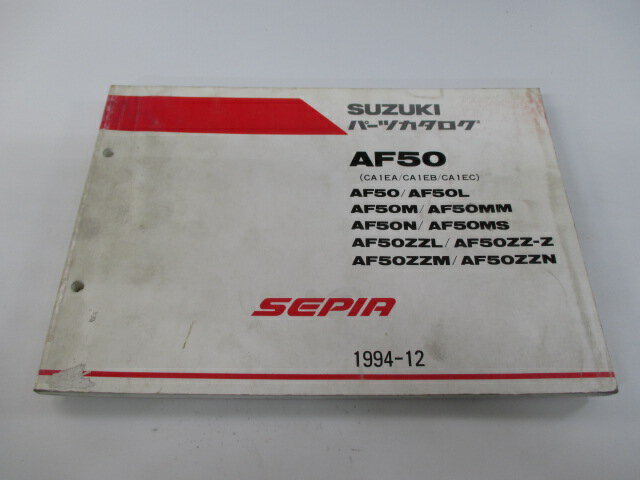 SUZUKI
パーツカタログ
AF50
(CA1EA/CA1EB/CA1EC)
AF50/AF50L
AF50M/AF50MM
AF50N/AF50MS
AF50ZZL/AF50ZZ-Z
AF50ZZM/AF50ZZN
SEPIA
1994-12